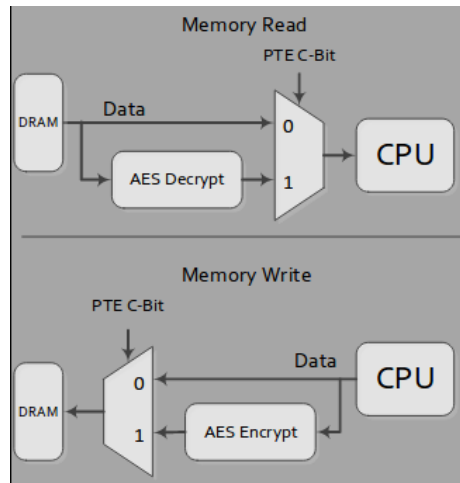 Memory Read
PTE C-Bit
Data
DRAM
0
CPU
AES Decrypt
1
Memory Write
PTE C-Bit
Data
CPU
0
DRAM
1
AES Encrypt